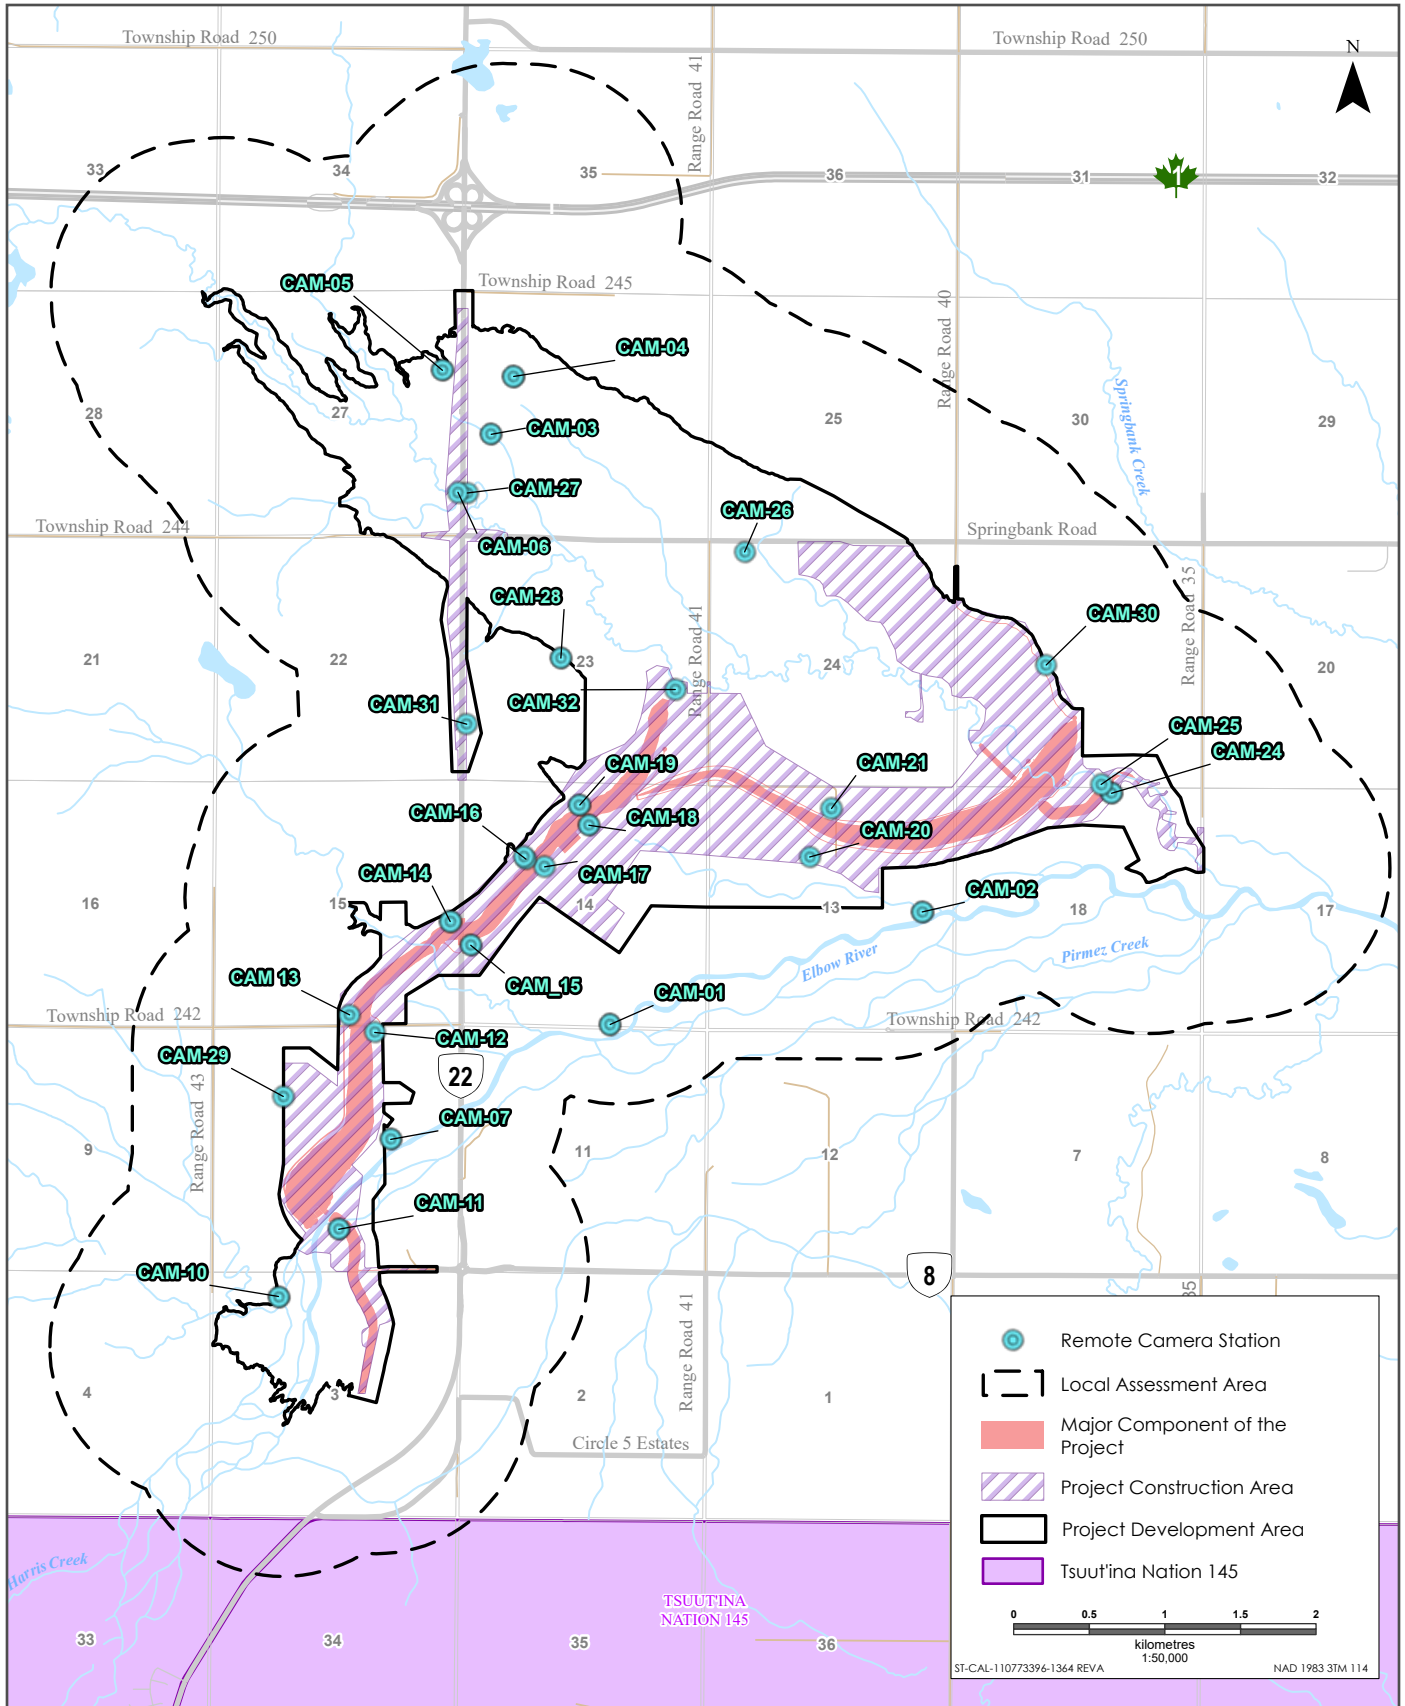 Township Road 250
Township Road 250
N
Range Road 41
33
34
35
36
31
1
32
CAM-05
Township Road 245
Range Road 40
CAM-04
Springbank Creek
28
27
CAM-03
25
30
29
CAM-27
CAM-26
Township Road 244
Springbank Road
CAM-06
CAM-28
Range Road 41
Range Road 35
CAM-30
21
22
23
24
20
CAM-31
CAM-32
CAM-25
CAM-24
CAM-19
CAM-21
CAM-16
CAM-18
CAM-20
CAM-14
CAM-17
CAM-02
16
15
14
13
18
17
Elbow River
Pirmez Creek
CAM 13
CAM_15
CAM-01
Township Road 242
Township Road 242
CAM-12
CAM-29
22
Range Road 43
CAM-07
9
11
12
7
8
CAM-11
CAM-10
8
35
Range Road 41
4
3
2
1
Circle 5 Estates
Remote Camera Station
Local Assessment Area
Major Component of the
Project
Project Construction Area
Project Development Area
Tsuut'ina Nation 145
0 0.5 1 1.5 2
kilometres
1:50,000
ST-CAL-110773396-1364 REVA
NAD 1983 3TM 114
Harris Creek
TSUUT'INA
NATION 145
33
34
35
36